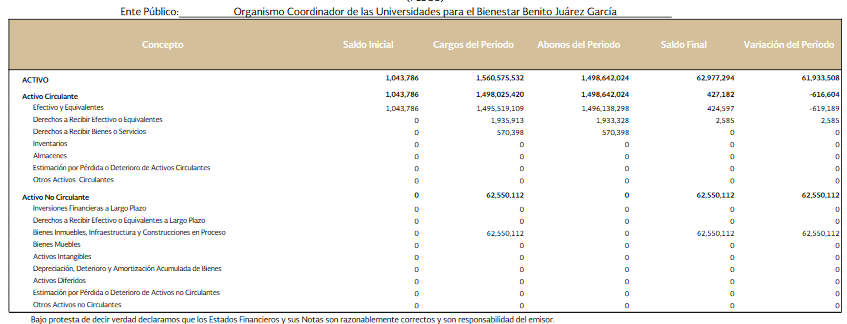 Ente Público: Organismo Coordinador de las Universidades para el Bienestar Benito Juárez García
Concepto Saldo Inicial Cargos del Periodo Abonos del Periodo Saldo Final Variación del Periodo
ACTIVO 1,043,786 1,560,575,532 1,498,642,024 62,977,294 61,933,508
Activo Circulante 1,043,786 1,498,025,420 1,498,642,024 427,182 -616,604
Efectivo y Equivalentes 1,043,786 1,495,519,109 1,496,138,298 424,597 -619,189
Derechos a Recibir Efectivo o Equivalentes 0 1,935,913 1,933,328 2,585 2,585
Derechos a Recibir Bienes o Servicios 0 570,398 570,398 0 0
Inventarios 0 0 0 0 0
Almacenes 0 0 0 0 0
Estimación por Pérdida o Deterioro de Activos Circulantes 0 0 0 0 0
Otros Activos Circulantes 0 0 0 0 0
Activo No Circulante 0 62,550,112 0 62,550,112 62,550,112
Inversiones Financieras a Largo Plazo 0 0 0 0 0
Derechos a Recibir Efectivo o Equivalentes a Largo Plazo 0 0 0 0 0
Bienes Inmuebles, Infraestructura y Construcciones en Proceso 0 62,550,112 0 62,550,112 62,550,112
Bienes Muebles 0 0 0 0 0
Activos Intangibles 0 0 0 0 0
Depreciación, Deterioro y Amortización Acumulada de Bienes 0 0 0 0 0
Activos Diferidos 0 0 0 0 0
Estimación por Pérdida o Deterioro de Activos no Circulantes 0 0 0 0 0
Otros Activos no Circulantes 0 0 0 0 0
Bajo protesta de decir verdad declaramos que los Estados Financieros y sus Notas son razonablemente correctos y son responsabilidad del emisor.